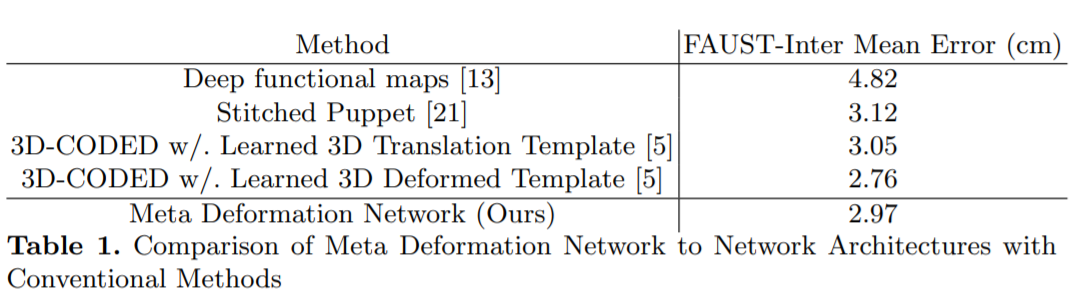 Method FAUST-Inter Mean Error (cm)
Deep functional maps [13] 4.82
Stitched Puppet [21] 3.12
3D-CODED w/. Learned 3D Translation Template [5] 3.05
3D-CODED w/. Learned 3D Deformed Template [5] 2.76
Meta Deformation Network (Ours) 2.97
Table 1. Comparison of Meta Deformation Network to Network Architectures with
Conventional Methods